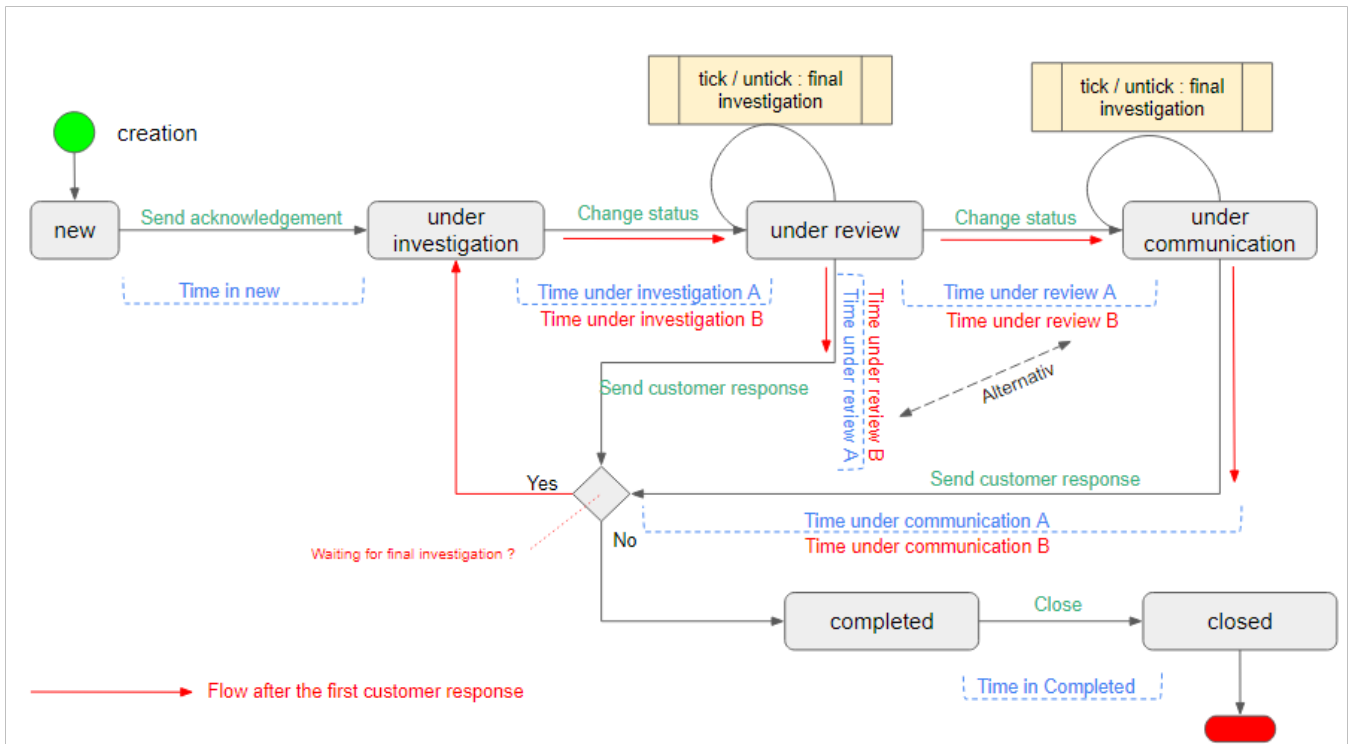 tick / untick : final
investigation
tick / untick : final
investigation
creation
new
Send acknowledgement
under
investigation
Change status
under review
Change status
under
communication
Time in new
Time under investigation A
Time under investigation B
Time under review A
Time under review B
Time under review A
Time under review B
Alternativ
Send customer response
Yes
Send customer response
Waiting for final investigation ?
No
Time under communication A
Time under communication B
completed
Close
closed
Flow after the first customer response
Time in Completed